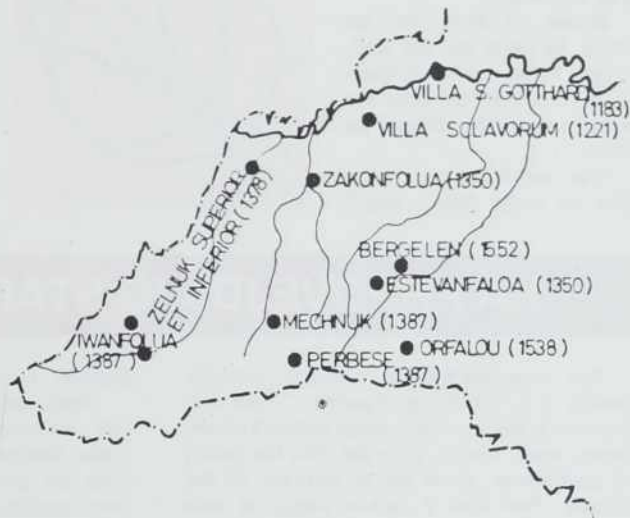 VILLA S. GOTTHARD
(1183)
VILLA SCLAVORUM (1221)
ZAKONFOLUA (1350)
ZELNUK SUPERIOR
ET INFERIOR (1378)
BERGELEN (1552)
ESTEVANFALOA (1350)
MECHNUK (1387)
IWANFOLUA
(1387)
ORFALOU (1538)
PERBESE
(1387)